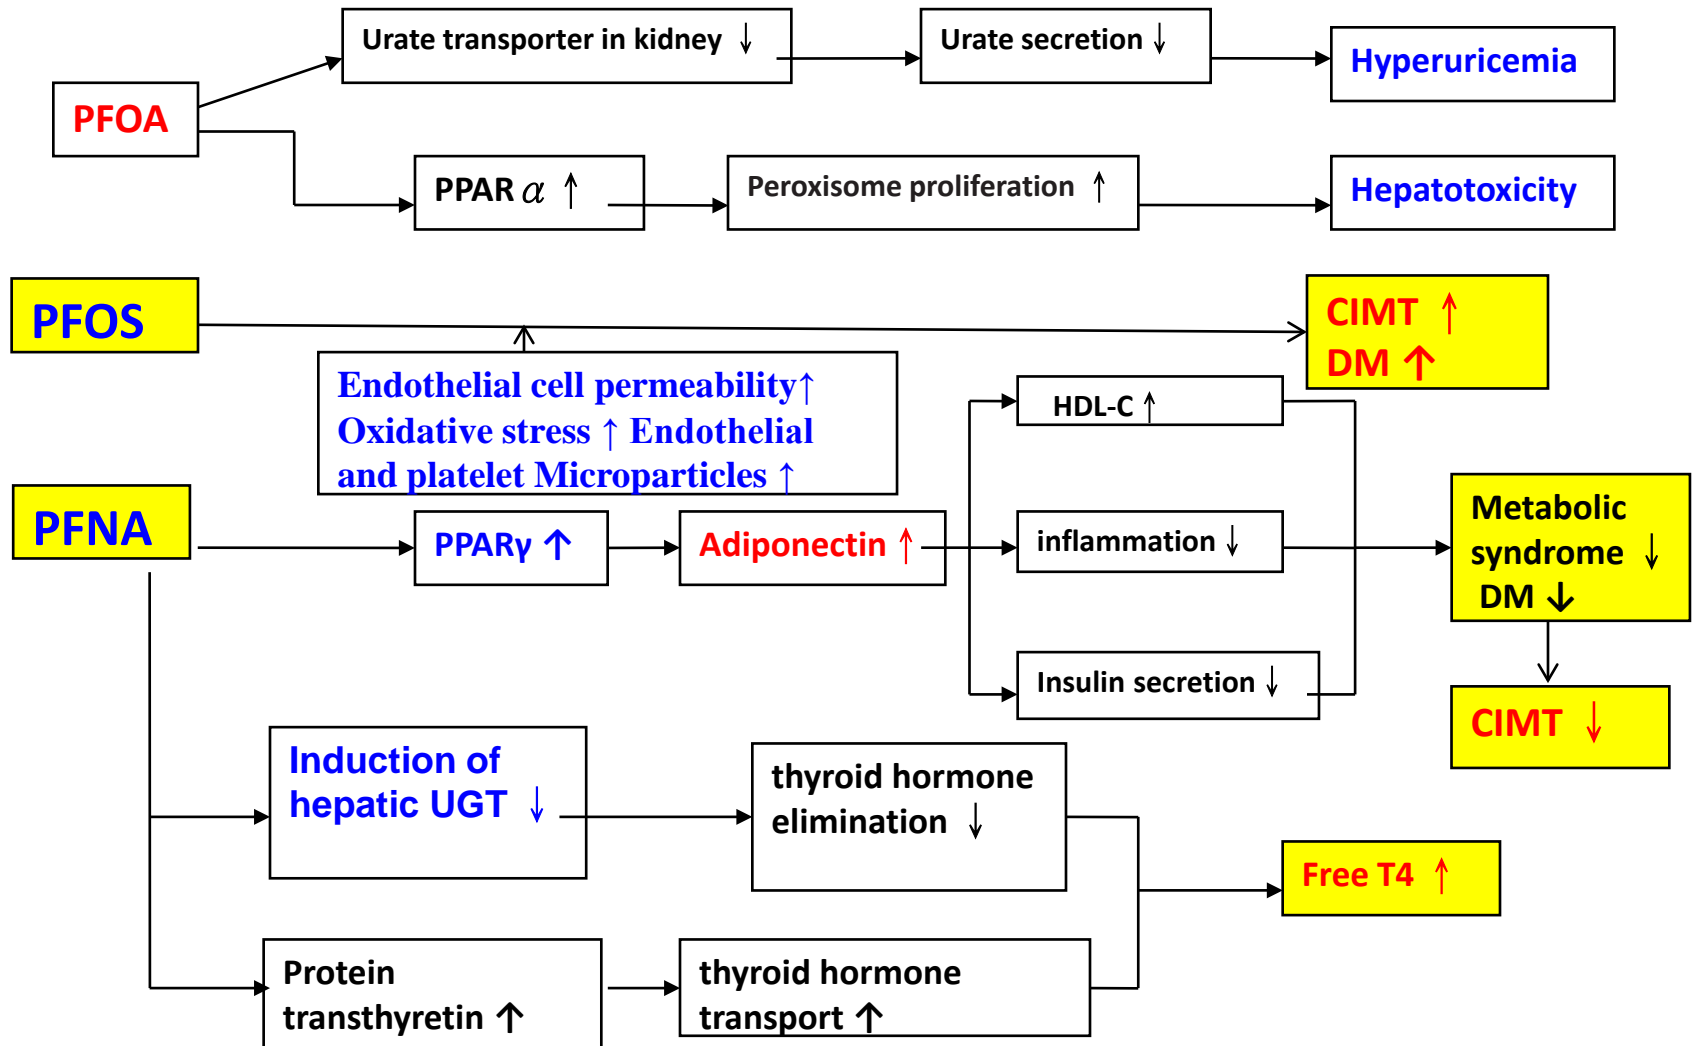 Urate transporter in kidney ↓
Urate secretion ↓
Hyperuricemia
PFOA
PPAR α ↑
Peroxisome proliferation ↑
Hepatotoxicity
PFOS
CIMT ↑
DM ↑
Endothelial cell permeability↑
Oxidative stress ↑ Endothelial
and platelet Microparticles ↑
HDL-C ↑
PFNA
PPARγ ↑
Adiponectin ↑
inflammation ↓
Metabolic
syndrome ↓
DM ↓
Insulin secretion ↓
CIMT ↓
Induction of
hepatic UGT ↓
thyroid hormone
elimination ↓
Free T4 ↑
Protein
transthyretin ↑
thyroid hormone
transport ↑